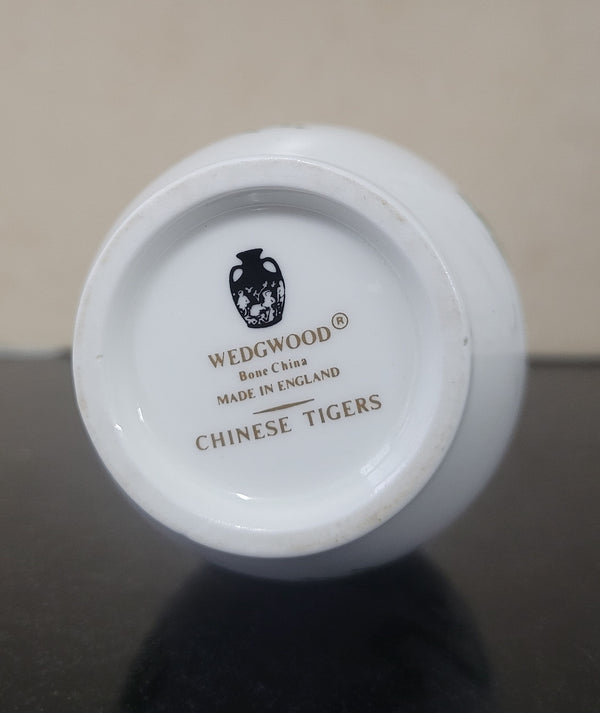 WEDGWOOD®
Bone China
MADE IN ENGLAND
CHINESE TIGERS